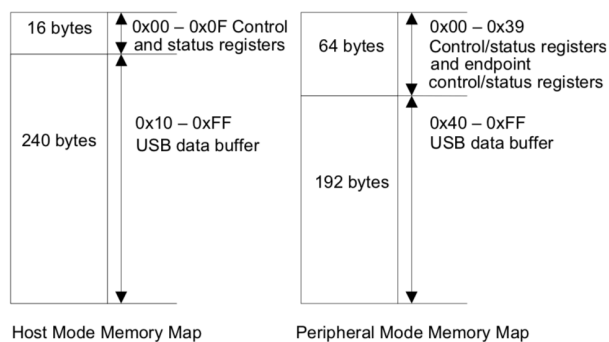 16 bytes
0x00 – 0x0F Control
and status registers
240 bytes
0x10 – 0xFF
USB data buffer
Host Mode Memory Map
64 bytes
0x00 – 0x39
Control/status registers
and endpoint
control/status registers
0x40 – 0xFF
USB data buffer
192 bytes
Peripheral Mode Memory Map